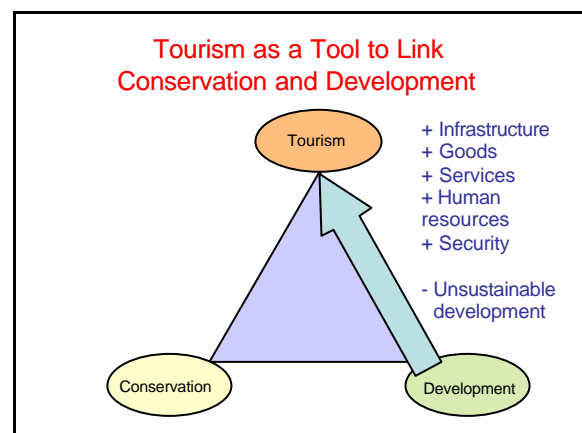 Tourism as a Tool to Link
Conservation and Development
Tourism
+ Infrastructure
+ Goods
+ Services
+ Human
resources
+ Security
- Unsustainable
development
Conservation
Development